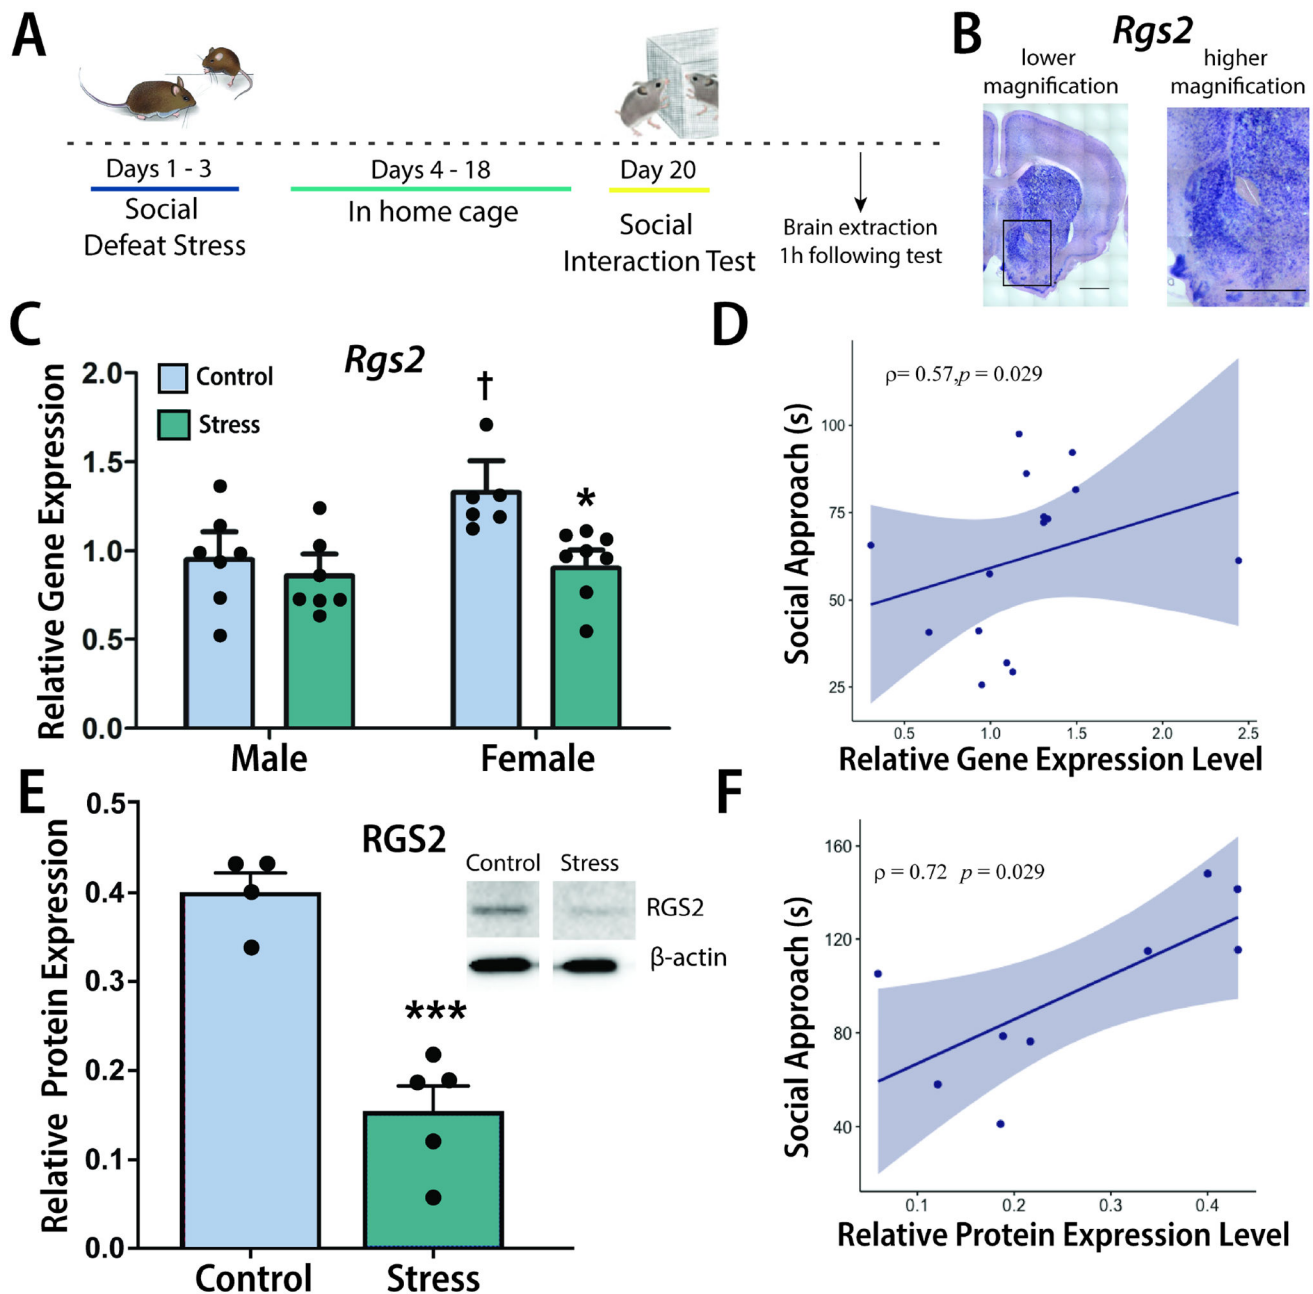 A
Days 1 - 3
Social
Defeat Stress
Days 4 - 18
In home cage
Day 20
Social
Interaction Test
Brain extraction
1h following test
B
Rgs2
lower
magnification
higher
magnification
C
Rgs2
Control
Stress
†
*
Relative Gene Expression
2.0
1.5
1.0
0.5
0.0
Male
Female
D
ρ= 0.57,p = 0.029
Social Approach (s)
100
75
50
25
0.5
1.0
1.5
2.0
2.5
Relative Gene Expression Level
E
RGS2
Control
Stress
RGS2
β-actin
***
Relative Protein Expression
0.5
0.4
0.3
0.2
0.1
0.0
Control
Stress
F
ρ = 0.72 p = 0.029
Social Approach (s)
160
120
80
40
0.1
0.2
0.3
0.4
Relative Protein Expression Level